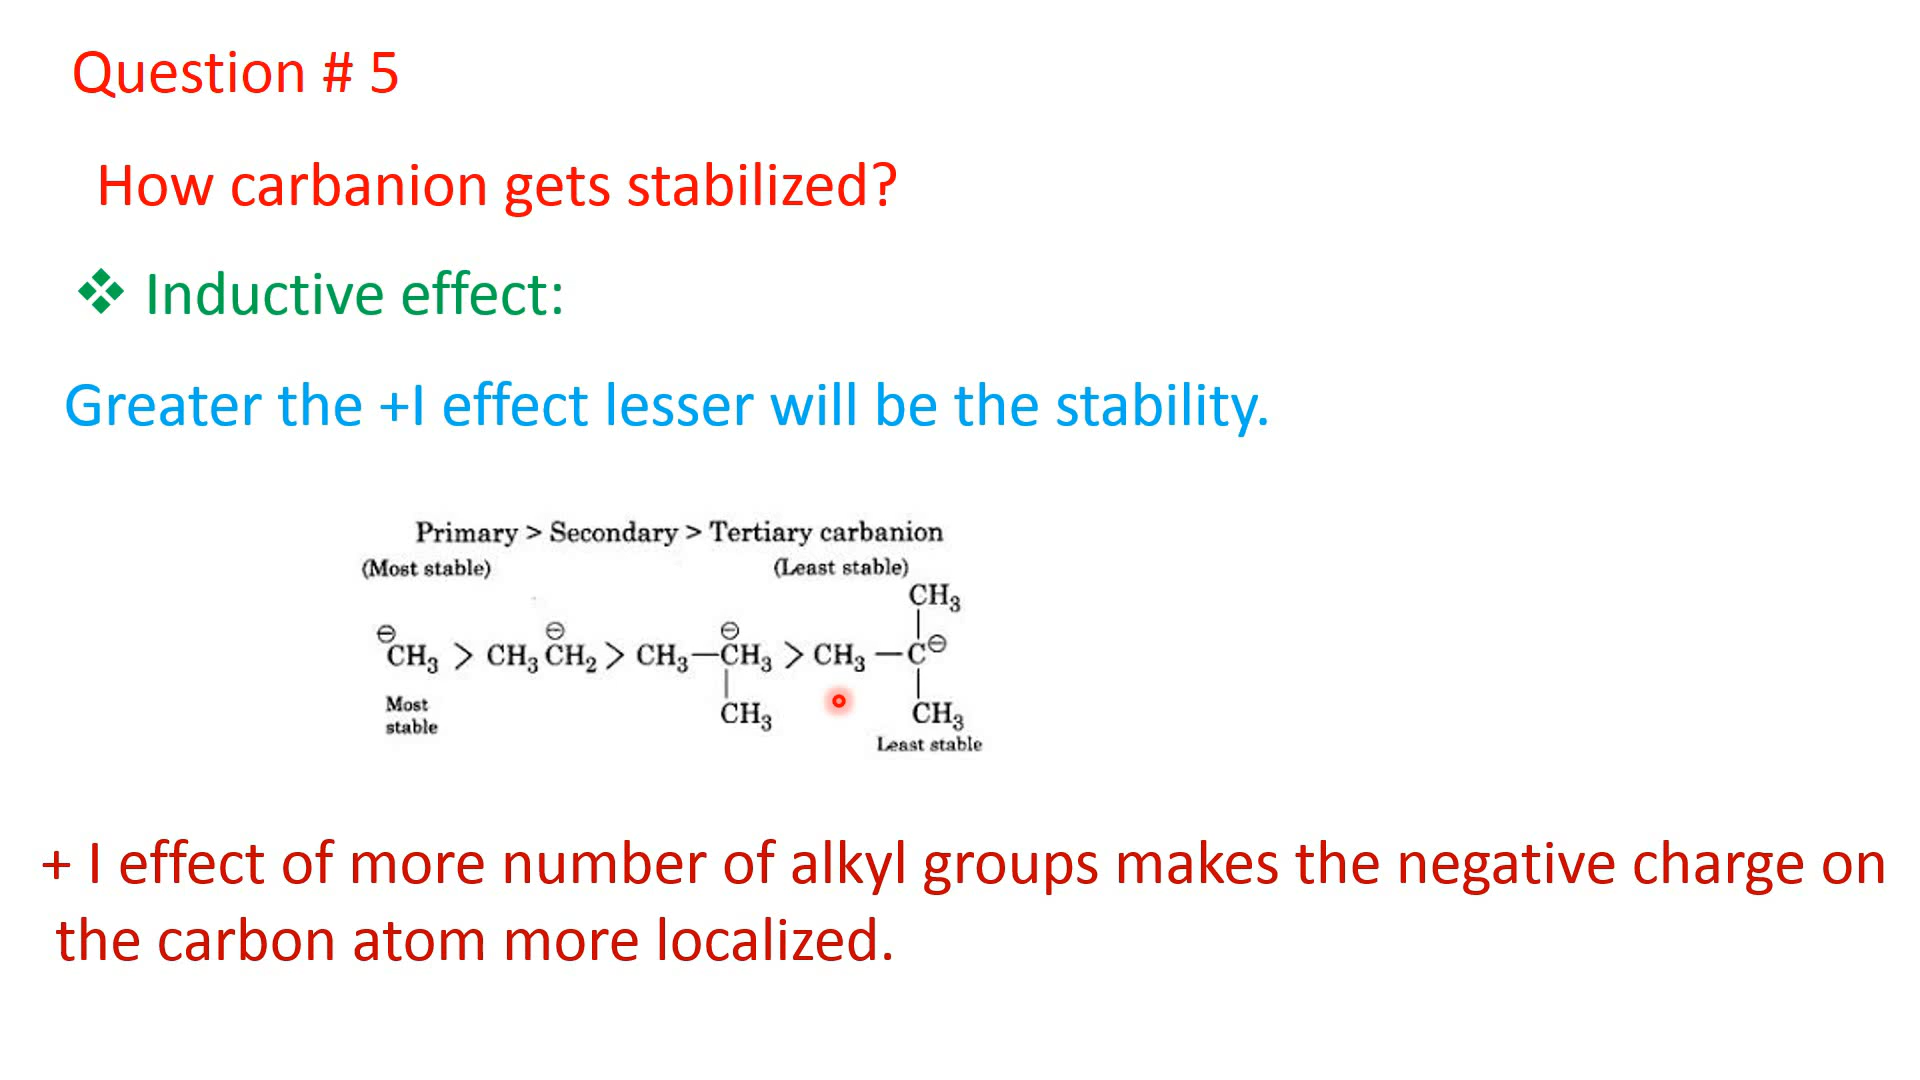 Question # 5
How carbanion gets stabilized?
❖ Inductive effect:
Greater the +I effect lesser will be the stability.
Primary > Secondary > Tertiary carbanion
(Most stable) (Least stable)
CH₃
⊖ ⊖ ⊖
CH₃ > CH₃CH₂ > CH₃—CH₃ > CH₃—C⊖
Most
stable
CH₃ CH₃
Least stable
+ I effect of more number of alkyl groups makes the negative charge on
the carbon atom more localized.